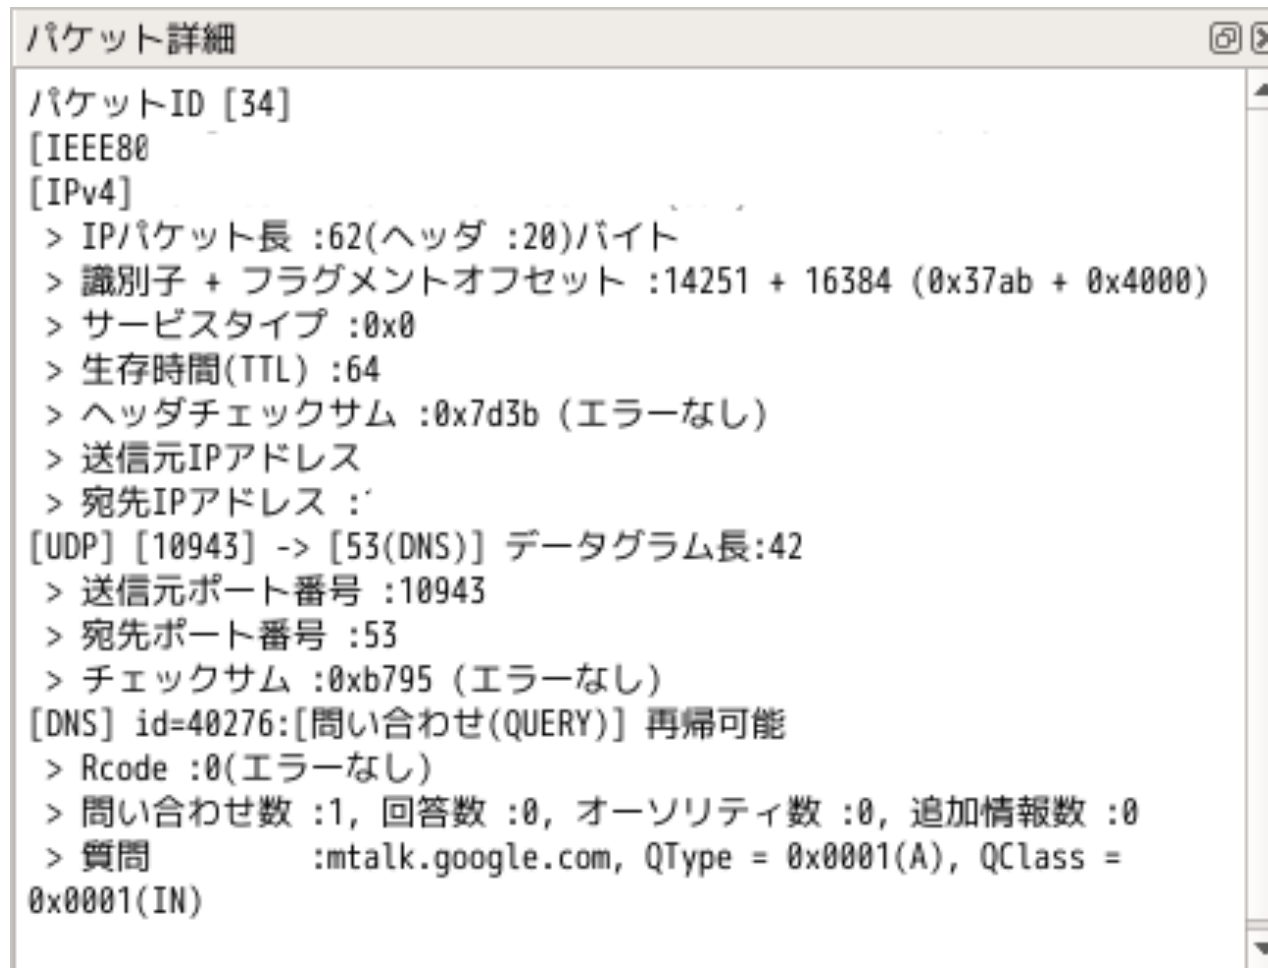 パケット詳細
パケットID [34]
[IEEE80
[IPv4]
> IPパケット長 :62(ヘッダ :20)バイト
> 識別子 + フラグメントオフセット :14251 + 16384 (0x37ab + 0x4000)
> サービスタイプ :0x0
> 生存時間(TTL) :64
> ヘッダチェックサム :0x7d3b (エラーなし)
> 送信元IPアドレス
> 宛先IPアドレス :
[UDP] [10943] -> [53(DNS)] データグラム長:42
> 送信元ポート番号 :10943
> 宛先ポート番号 :53
> チェックサム :0xb795 (エラーなし)
[DNS] id=40276:[問い合わせ(QUERY)] 再帰可能
> Rcode :0(エラーなし)
> 問い合わせ数 :1, 回答数 :0, オーソリティ数 :0, 追加情報数 :0
> 質問 :mtalk.google.com, QType = 0x0001(A), QClass =
0x0001(IN)